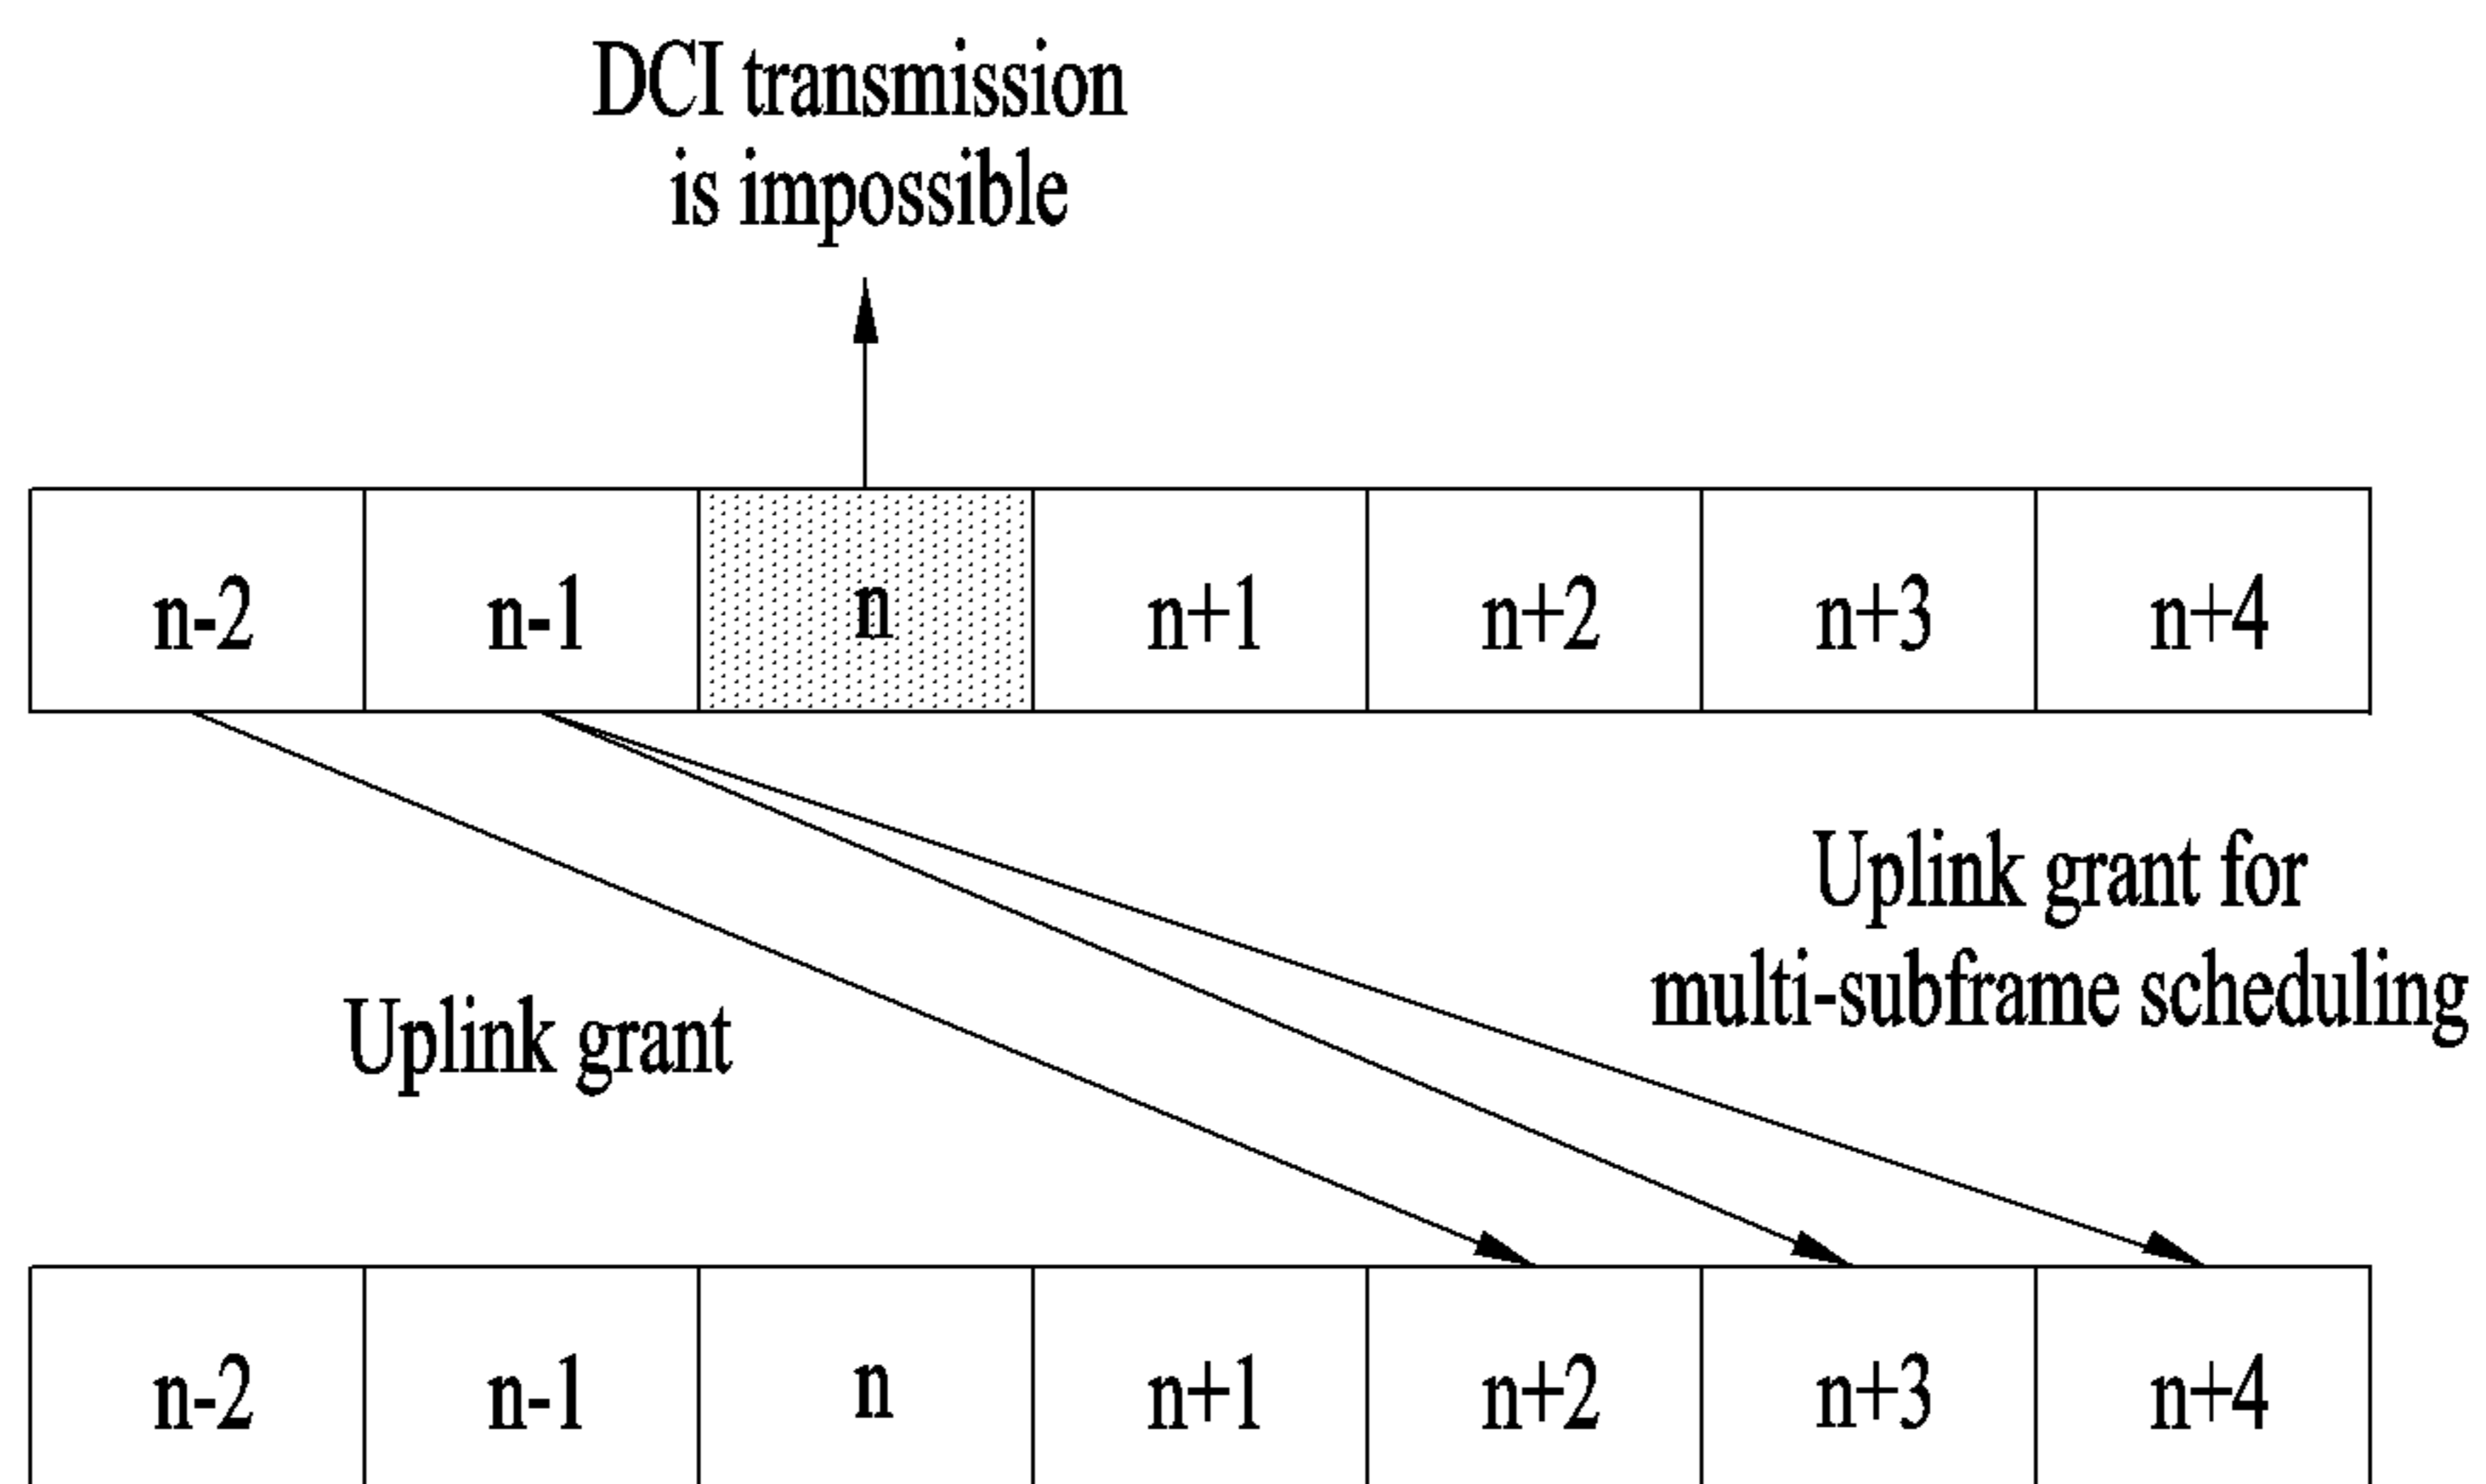 DCI transmission
is impossible
n-2 n-1 n n+1 n+2 n+3 n+4
Uplink grant for
multi-subframe scheduling
Uplink grant
n-2 n-1 n n+1 n+2 n+3 n+4